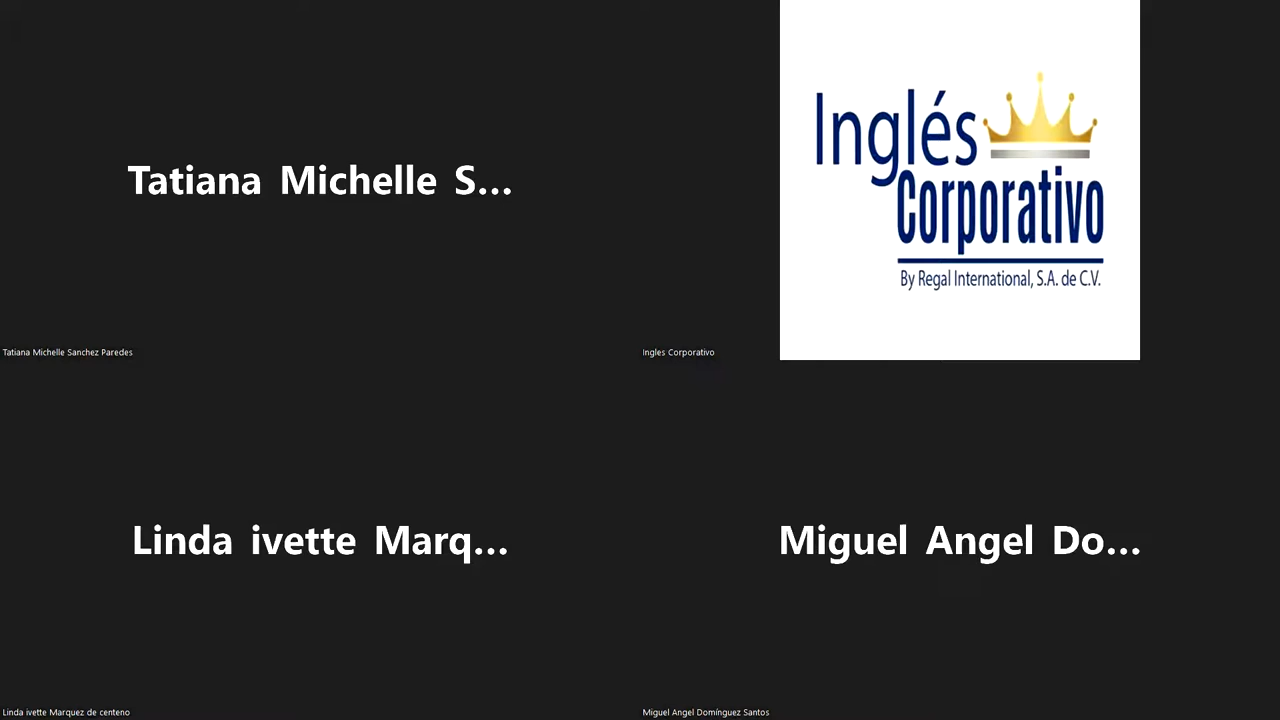 Tatiana Michelle S...
Tatiana Michelle Sanchez Paredes
Inglés
Corporativo
By Regal International, S.A. de C.V.
Ingles Corporativo
Linda ivette Marq...
Linda ivette Marquez de centeno
Miguel Angel Do...
Miguel Angel Domínguez Santos